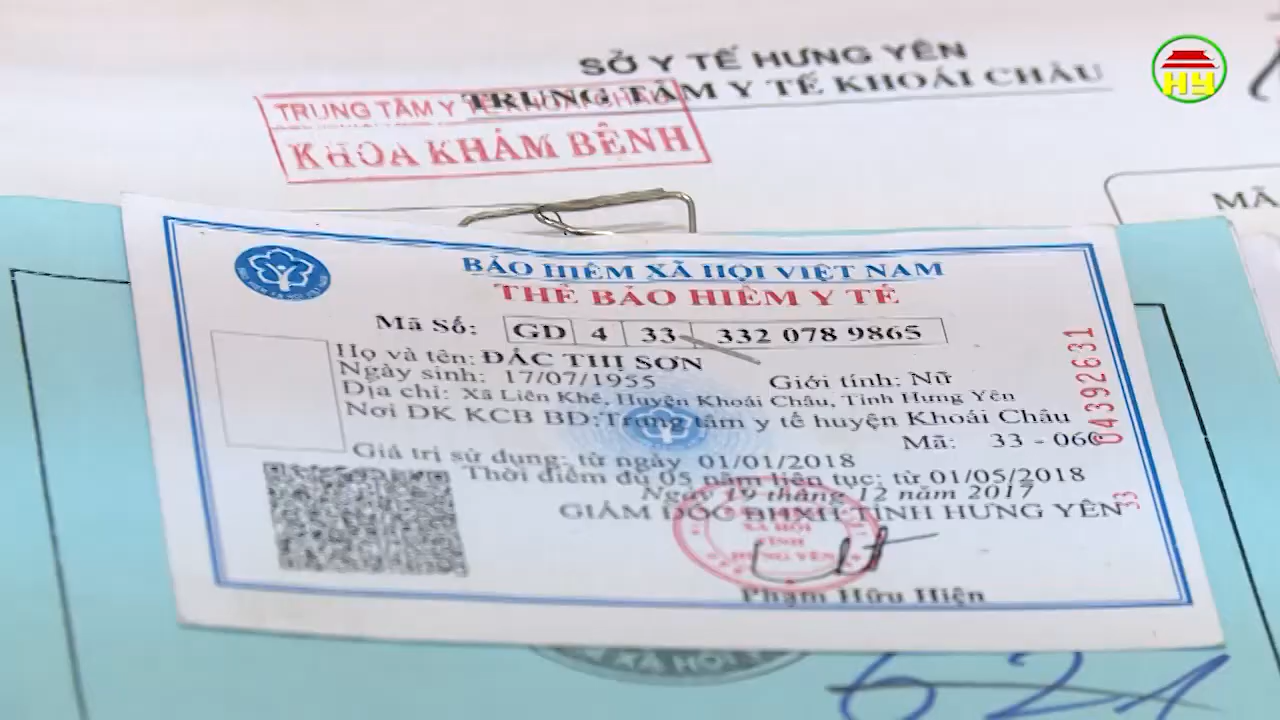 HY
SỞ Y TẾ HƯNG YÊN
TRUNG TÂM Y TẾ KHOÁI CHÂU
TRUNG TÂM Y TẾ KHOÁI CHÂU
KHOA KHÁM BỆNH
MÃ
BẢO HIỂM XÃ HỘI VIỆT NAM
THẺ BẢO HIỂM Y TẾ
Mã Số: GD 4 33 332 078 9865
Họ và tên: ĐẮC THỊ SƠN
Ngày sinh: 17/07/1955 Giới tính: Nữ
Địa chỉ: Xã Liên Khê, Huyện Khoái Châu, Tỉnh Hưng Yên
Nơi ĐK KCB BĐ: Trung tâm y tế huyện Khoái Châu
Mã: 33 - 06
04392631
Giá trị sử dụng: từ ngày 01/01/2018
Thời điểm đủ 05 năm liên tục: từ 01/05/2018
Ngày 19 tháng 12 năm 2017
33
GIÁM ĐỐC BHXH TỈNH HƯNG YÊN
XÃ HỘI
TỈNH
HƯNG YÊN
Phạm Hữu Hiện
XÃ HỘI
621